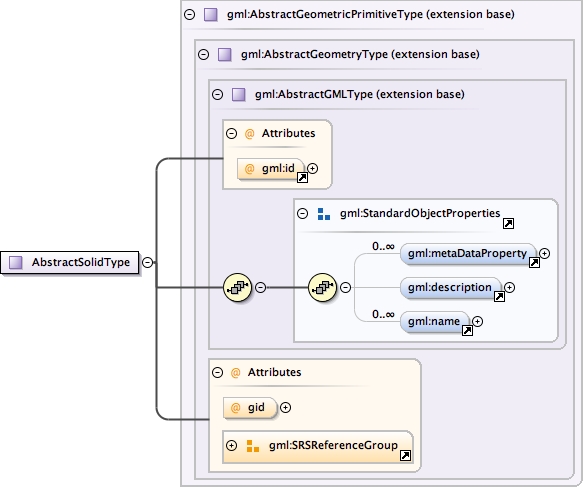 gml:AbstractGeometricPrimitiveType (extension base)
gml:AbstractGeometryType (extension base)
gml:AbstractGMLType (extension base)
@ Attributes
@ gml:id
gml:StandardObjectProperties
0..∞
gml:metaDataProperty
AbstractSolidType
gml:description
0..∞
gml:name
@ Attributes
@ gid
gml:SRSReferenceGroup